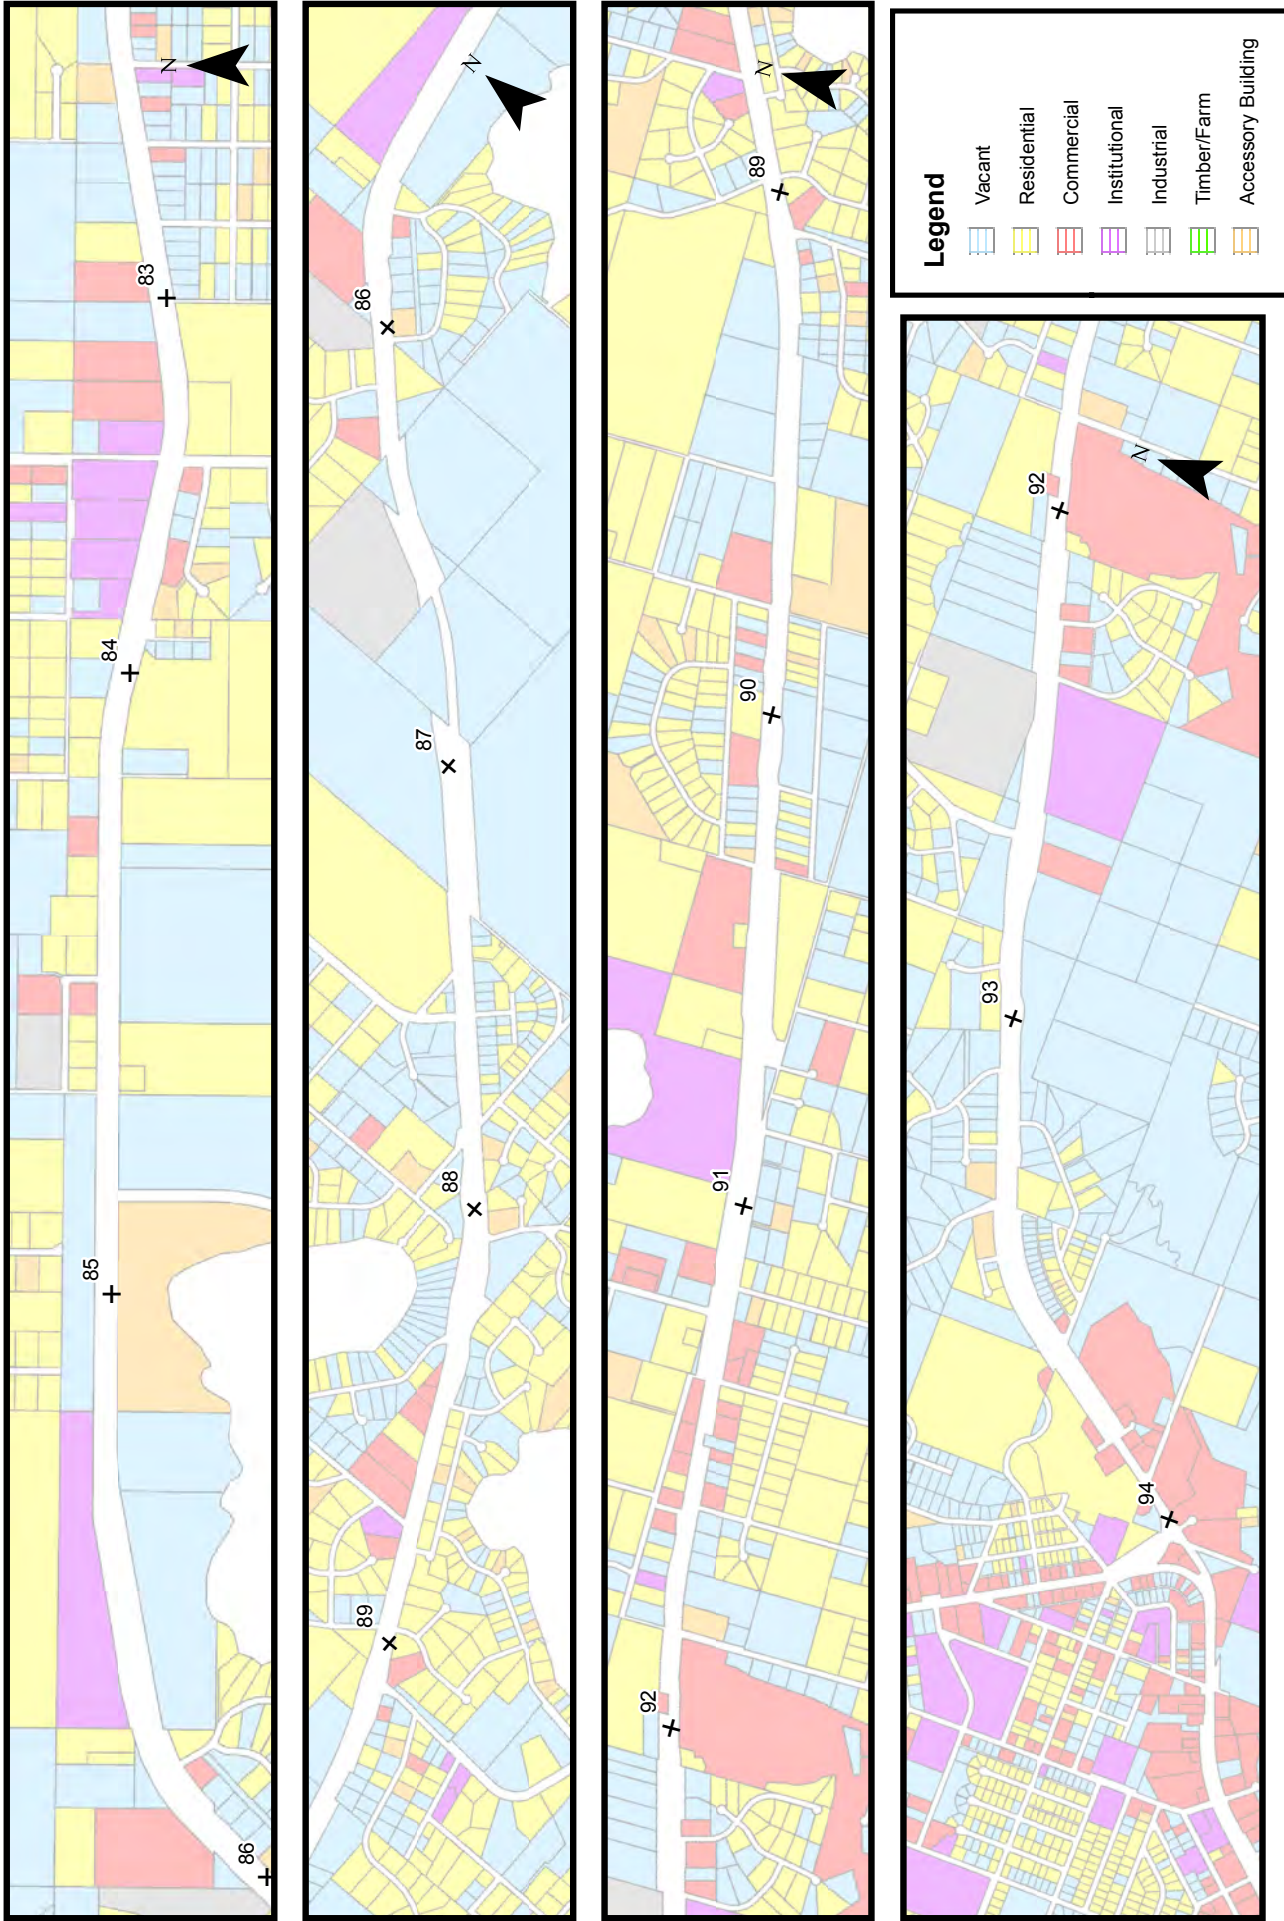 N
83
84
85
86
N
86
87
88
89
N
89
90
91
92
N
92
93
94
Legend
Vacant
Residential
Commercial
Institutional
Industrial
Timber/Farm
Accessory Building